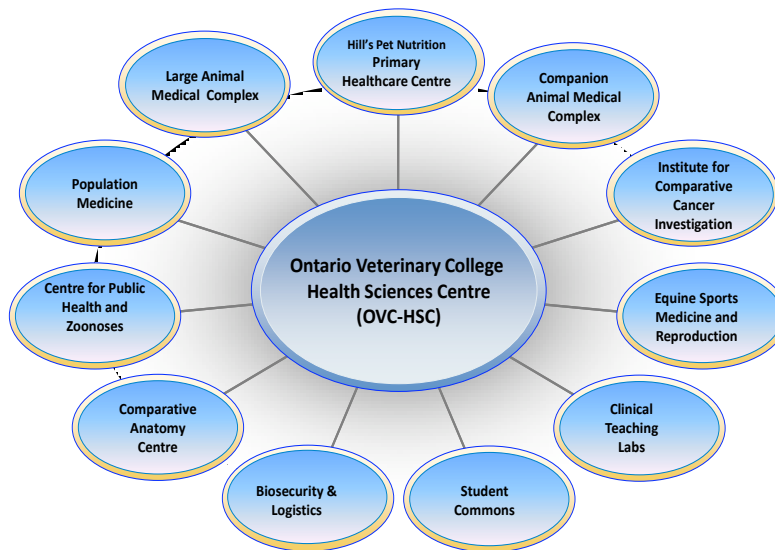 Hill's Pet Nutrition
Primary
Healthcare Centre
Large Animal
Medical Complex
Companion
Animal Medical
Complex
Population
Medicine
Institute for
Comparative
Cancer
Investigation
Ontario Veterinary College
Health Sciences Centre
(OVC-HSC)
Centre for Public
Health and
Zoonoses
Equine Sports
Medicine and
Reproduction
Comparative
Anatomy
Centre
Clinical
Teaching
Labs
Biosecurity &
Logistics
Student
Commons